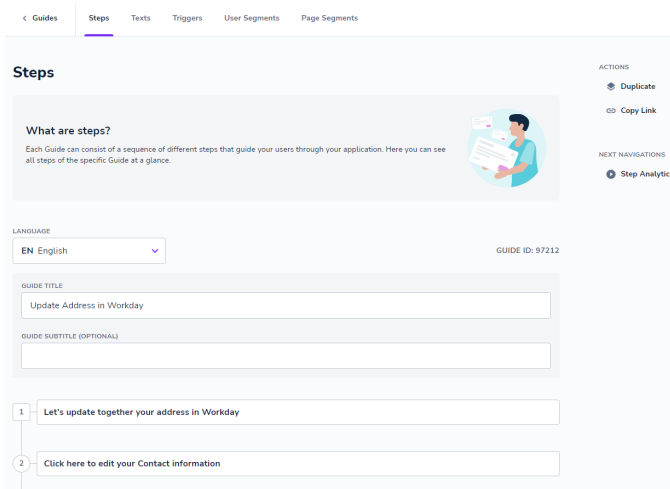 Guides
Steps
Texts
Triggers
User Segments
Page Segments
Steps
What are steps?
Each Guide can consist of a sequence of different steps that guide your users through your application. Here you can see
all steps of the specific Guide at a glance.
ACTIONS
Duplicate
Copy Link
NEXT NAVIGATIONS
Step Analytic
LANGUAGE
EN English
GUIDE ID: 97212
GUIDE TITLE
Update Address in Workday
GUIDE SUBTITLE (OPTIONAL)
1 Let's update together your address in Workday
2 Click here to edit your Contact information